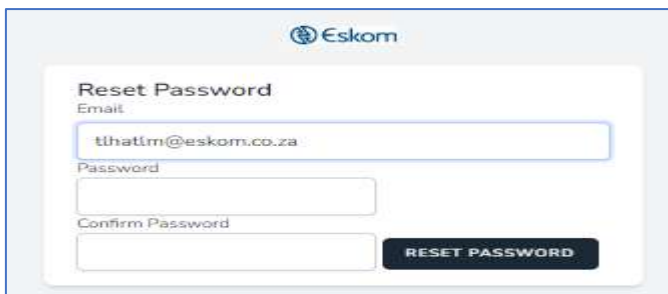 Eskom
Reset Password
Email
tlhatlm@eskom.co.za
Password
Confirm Password
RESET PASSWORD